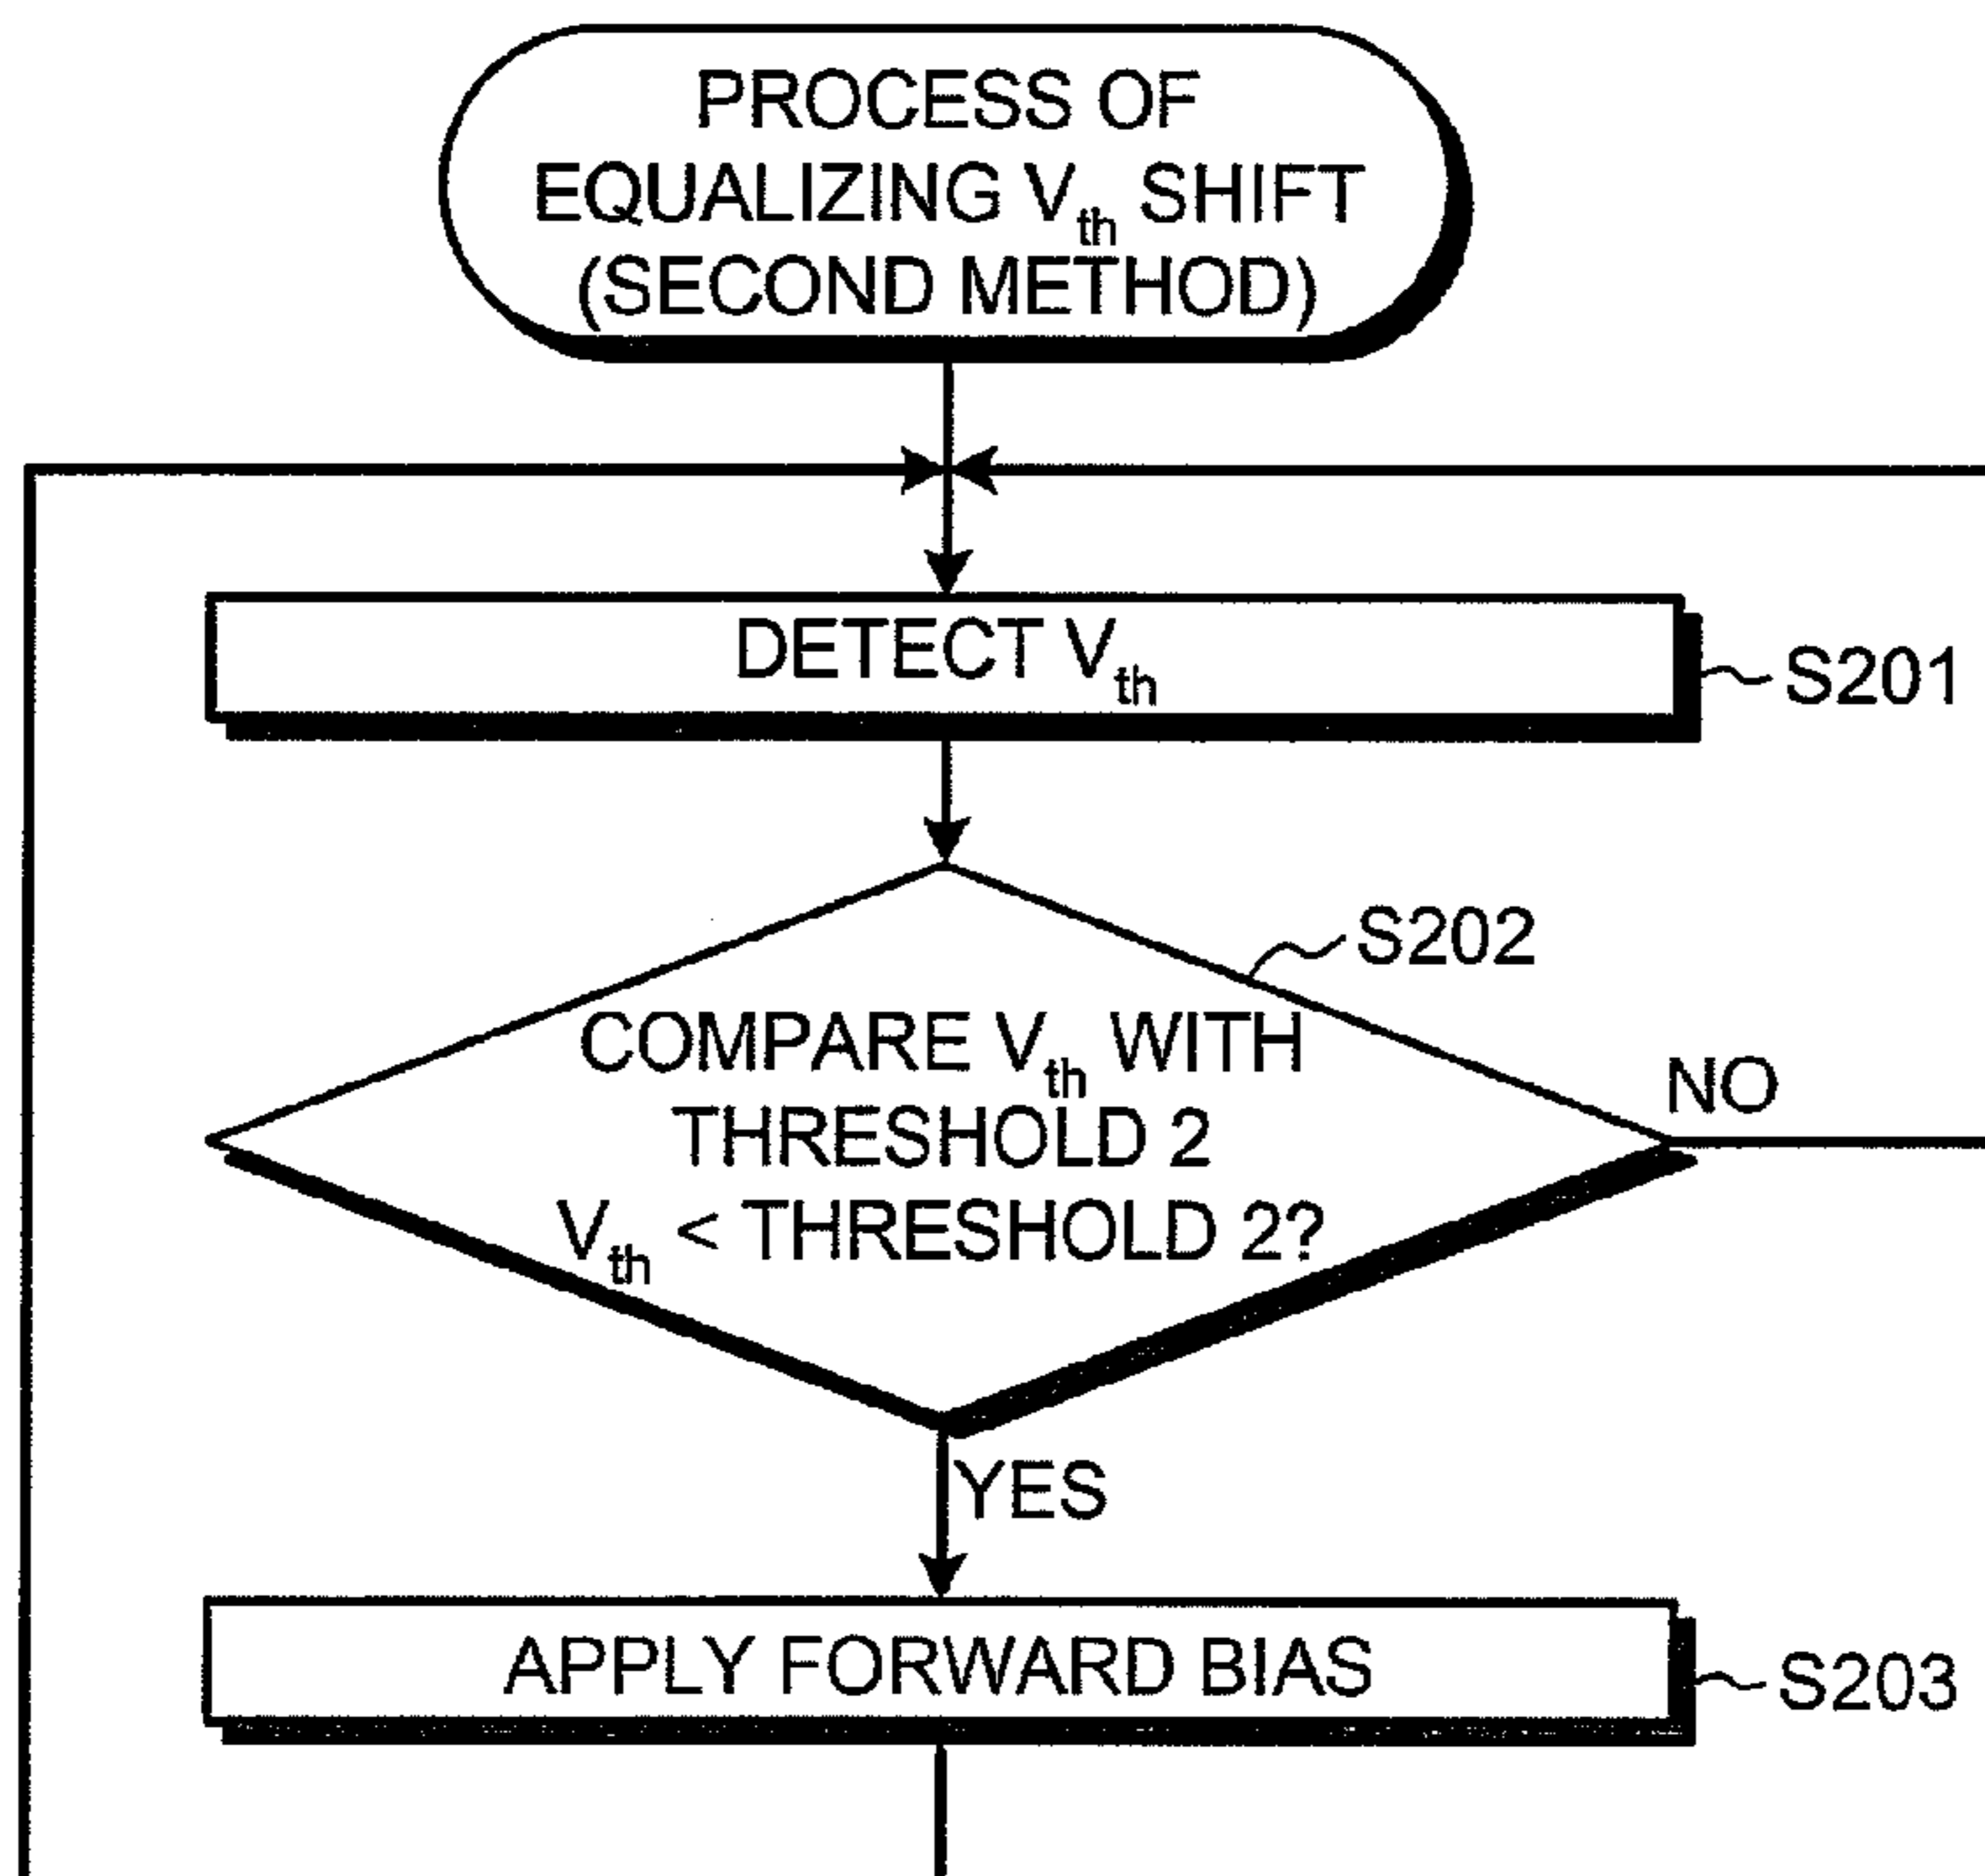 PROCESS OF
EQUALIZING Vth SHIFT
(SECOND METHOD)
DETECT Vth
S201
S202
COMPARE Vth WITH
THRESHOLD 2
Vth < THRESHOLD 2?
NO
YES
APPLY FORWARD BIAS
S203